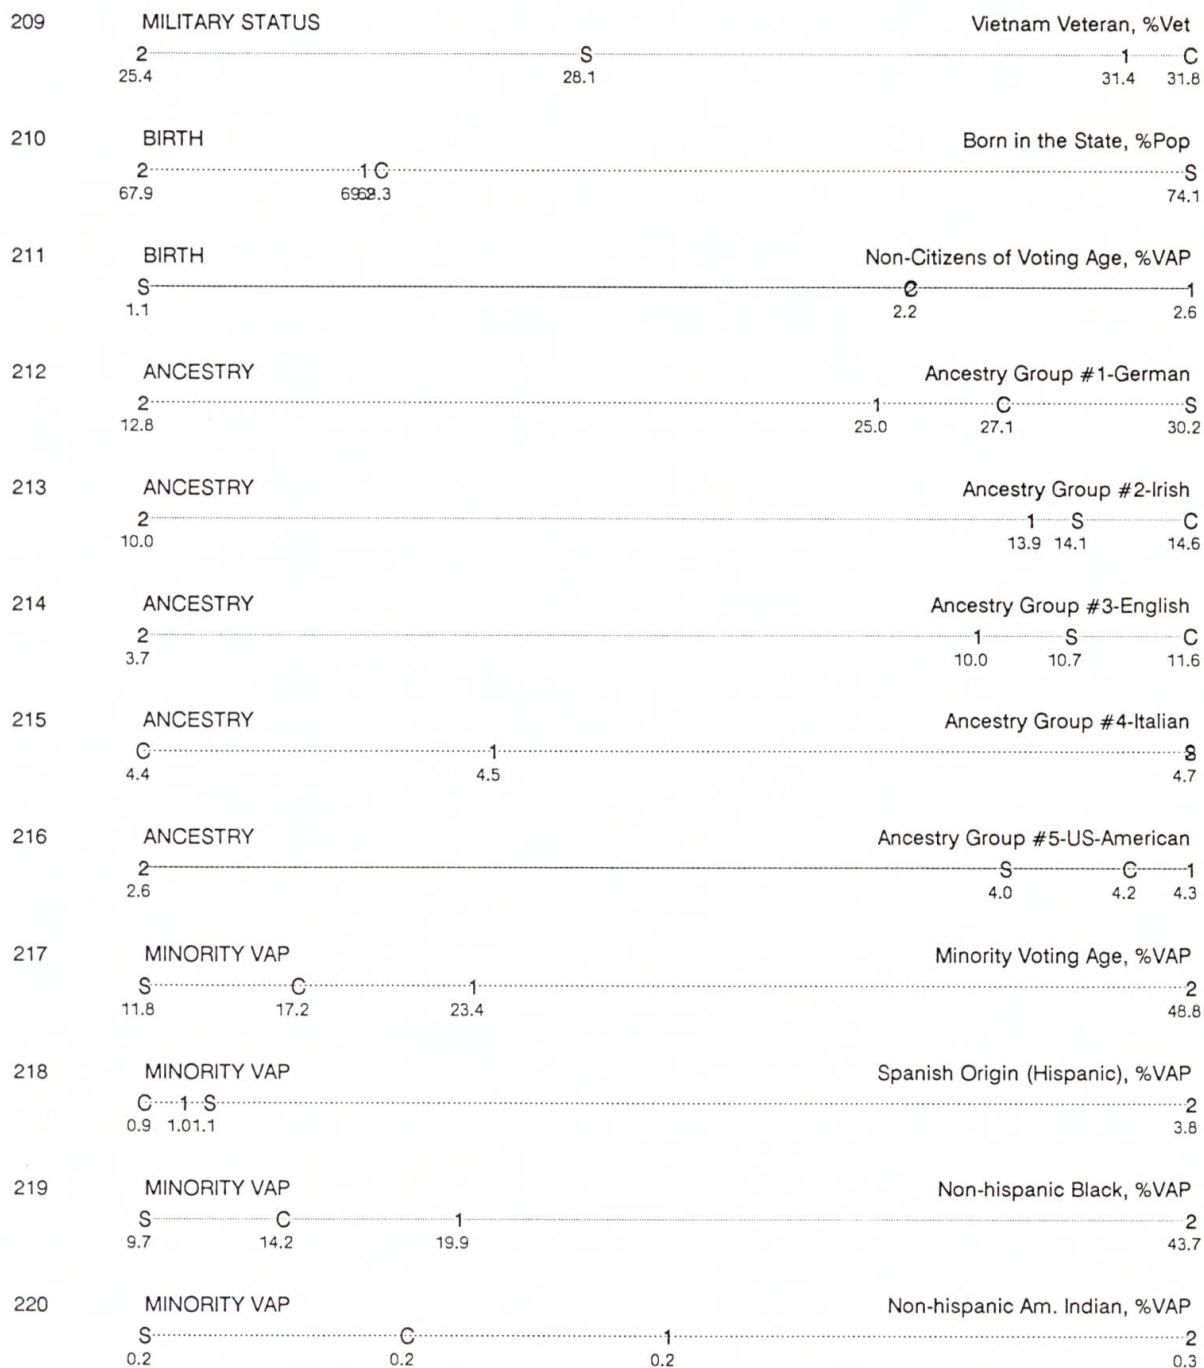 209 MILITARY STATUS Vietnam Veteran, %Vet
2 S 1 C
25.4 28.1 31.4 31.8
210 BIRTH Born in the State, %Pop
2 1 C S
67.9 69.3 74.1
211 BIRTH Non-Citizens of Voting Age, %VAP
S 1
1.1 2.2 2.6
212 ANCESTRY Ancestry Group #1-German
2 1 C S
12.8 25.0 27.1 30.2
213 ANCESTRY Ancestry Group #2-Irish
2 1 S C
10.0 13.9 14.1 14.6
214 ANCESTRY Ancestry Group #3-English
2 1 S C
3.7 10.0 10.7 11.6
215 ANCESTRY Ancestry Group #4-Italian
C 1
4.4 4.5 4.7
216 ANCESTRY Ancestry Group #5-US-American
2 S C 1
2.6 4.0 4.2 4.3
217 MINORITY VAP Minority Voting Age, %VAP
S C 1 2
11.8 17.2 23.4 48.8
218 MINORITY VAP Spanish Origin (Hispanic), %VAP
C 1 S 2
0.9 1.0 1.1 3.8
219 MINORITY VAP Non-hispanic Black, %VAP
S C 1 2
9.7 14.2 19.9 43.7
220 MINORITY VAP Non-hispanic Am. Indian, %VAP
S C 1 2
0.2 0.2 0.2 0.3